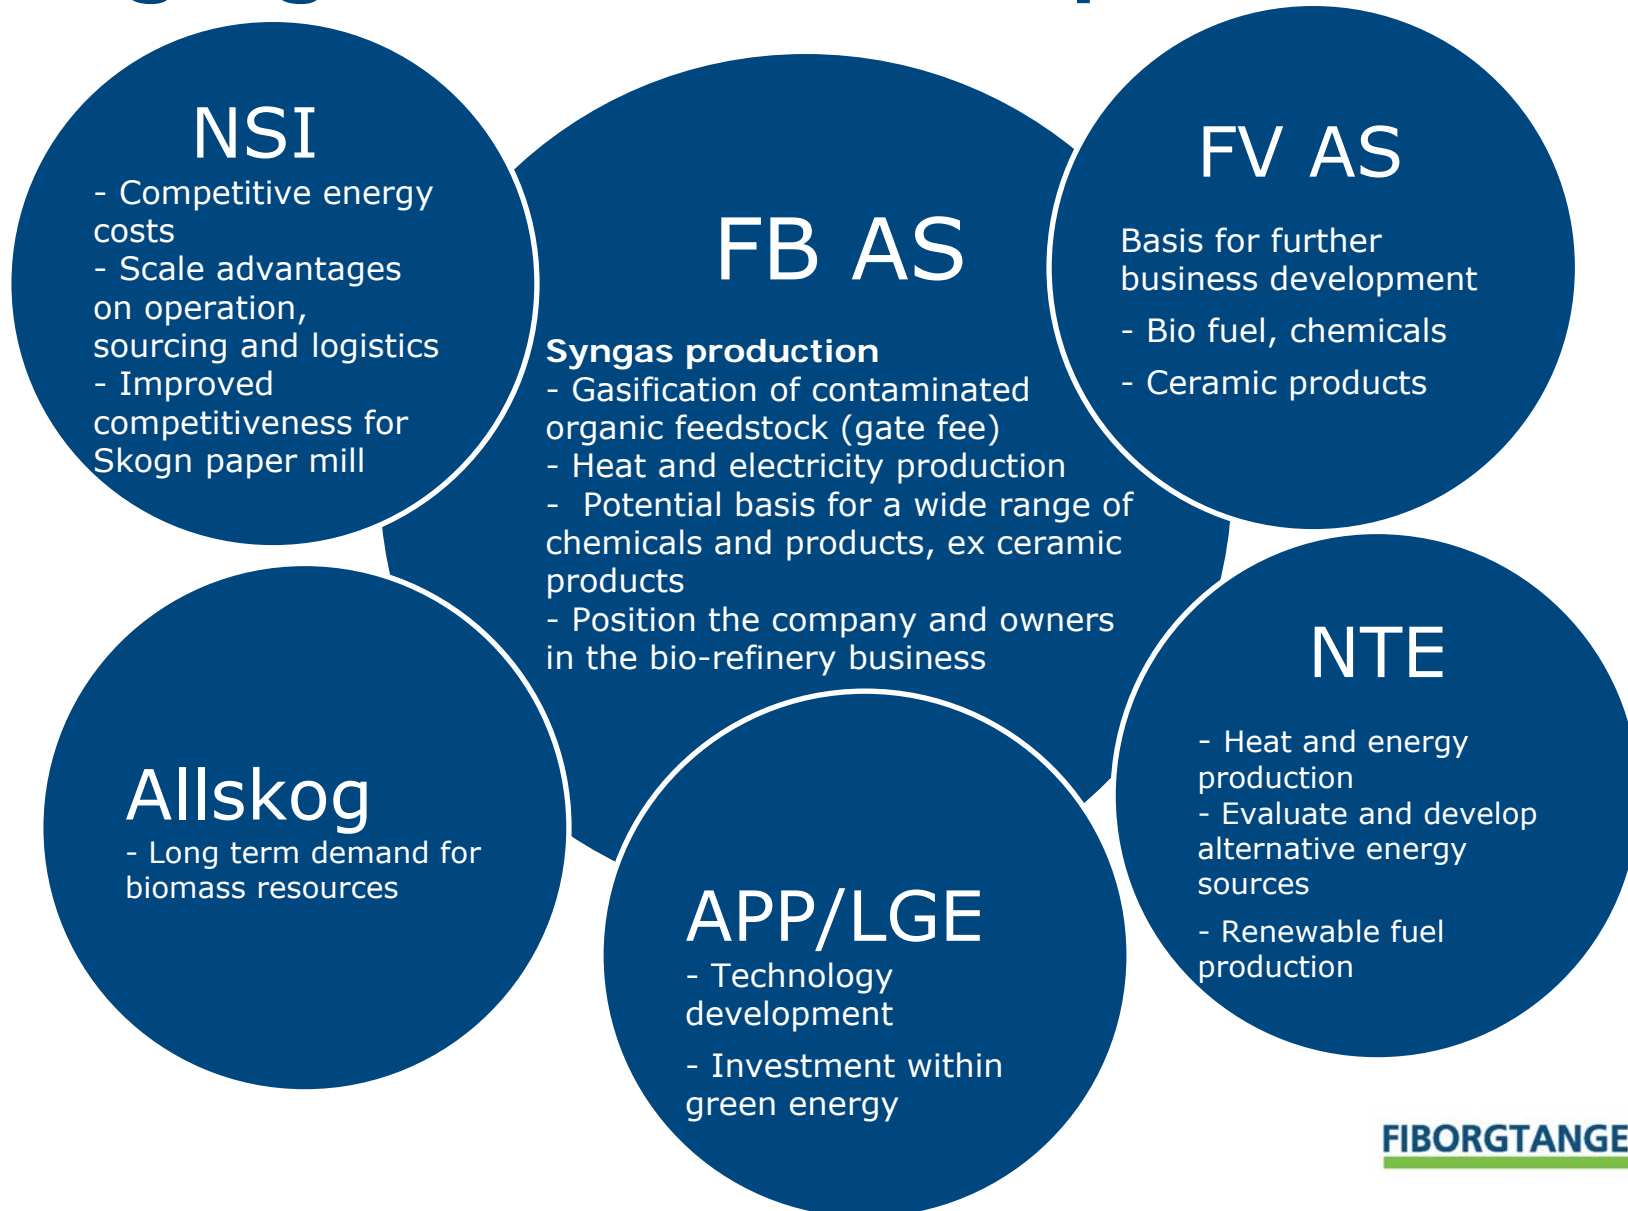 NSI
- Competitive energy
costs
- Scale advantages
on operation,
sourcing and logistics
- Improved
competitiveness for
Skogn paper mill
FB AS
Syngas production
- Gasification of contaminated
organic feedstock (gate fee)
- Heat and electricity production
- Potential basis for a wide range of
chemicals and products, ex ceramic
products
- Position the company and owners
in the bio-refinery business
FV AS
Basis for further
business development
- Bio fuel, chemicals
- Ceramic products
Allskog
- Long term demand for
biomass resources
APP/LGE
- Technology
development
- Investment within
green energy
NTE
- Heat and energy
production
- Evaluate and develop
alternative energy
sources
- Renewable fuel
production
FIBORGTANGE